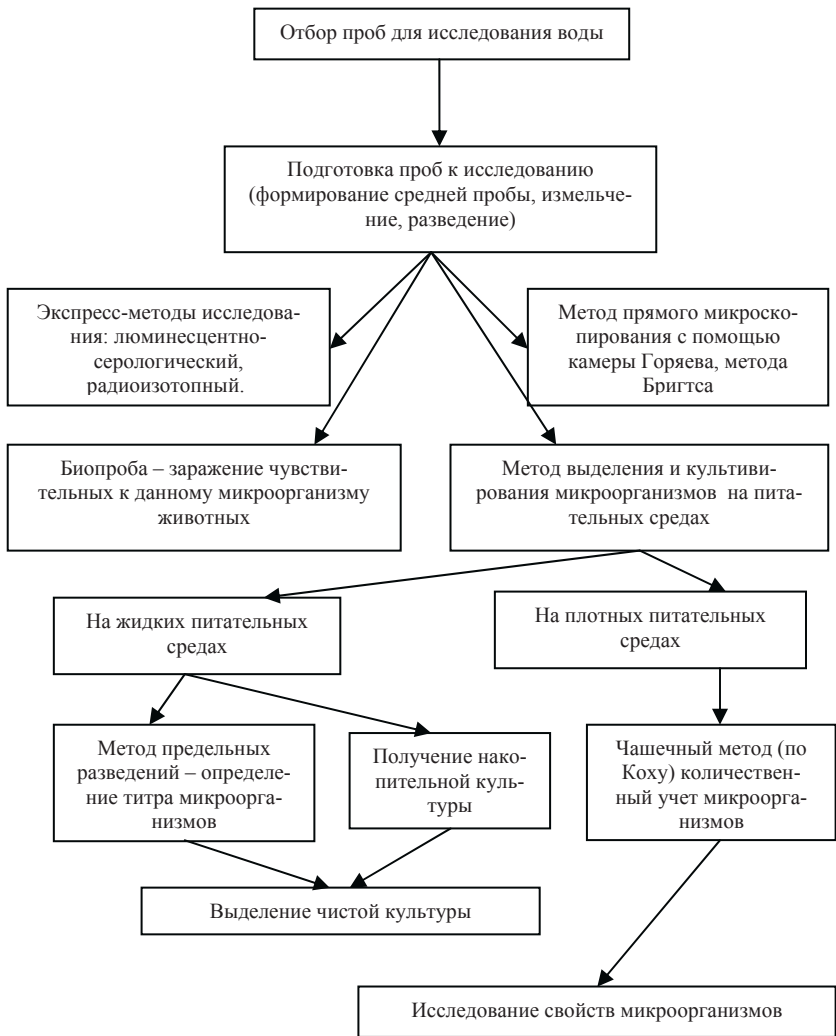 Отбор проб для исследования воды
Подготовка проб к исследованию
(формирование средней пробы, измельче-
ние, разведение)
Экспресс-методы исследова-
ния: люминесцентно-
серологический,
радиоизотопный.
Метод прямого микроско-
пирования с помощью
камеры Горяева, метода
Бригтса
Биопроба – заражение чувстви-
тельных к данному микроорганизму
животных
Метод выделения и культиви-
рования микроорганизмов на пита-
тельных средах
На жидких питательных
средах
На плотных питательных
средах
Метод предельных
разведений – определе-
ние титра микроорга-
низмов
Получение нако-
пительной куль-
туры
Чашечный метод (по
Коху) количествен-
ный учет микроорга-
низмов
Выделение чистой культуры
Исследование свойств микроорганизмов